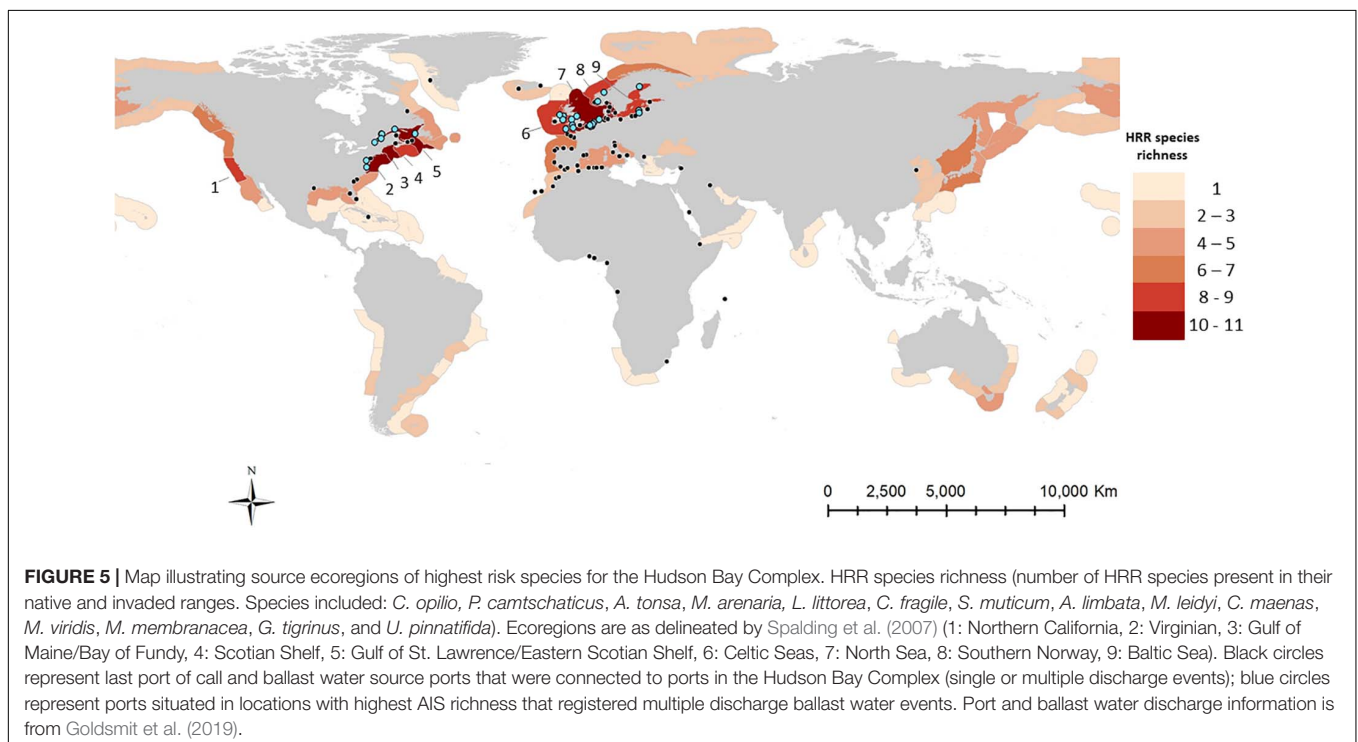 7 8 9
6
1
2 3 4 5
HRR species
richness
1
2 – 3
4 – 5
6 – 7
8 - 9
10 - 11
N
0 2,500 5,000 10,000 Km
FIGURE 5 | Map illustrating source ecoregions of highest risk species for the Hudson Bay Complex. HRR species richness (number of HRR species present in their
native and invaded ranges. Species included: C. opilio, P. camtschaticus, A. tonsa, M. arenaria, L. littorea, C. fragile, S. muticum, A. limbata, M. leidyi, C. maenas,
M. viridis, M. membranacea, G. tigrinus, and U. pinnatifida). Ecoregions are as delineated by Spalding et al. (2007) (1: Northern California, 2: Virginian, 3: Gulf of
Maine/Bay of Fundy, 4: Scotian Shelf, 5: Gulf of St. Lawrence/Eastern Scotian Shelf, 6: Celtic Seas, 7: North Sea, 8: Southern Norway, 9: Baltic Sea). Black circles
represent last port of call and ballast water source ports that were connected to ports in the Hudson Bay Complex (single or multiple discharge events); blue circles
represent ports situated in locations with highest AIS richness that registered multiple discharge ballast water events. Port and ballast water discharge information is
from Goldsmit et al. (2019).